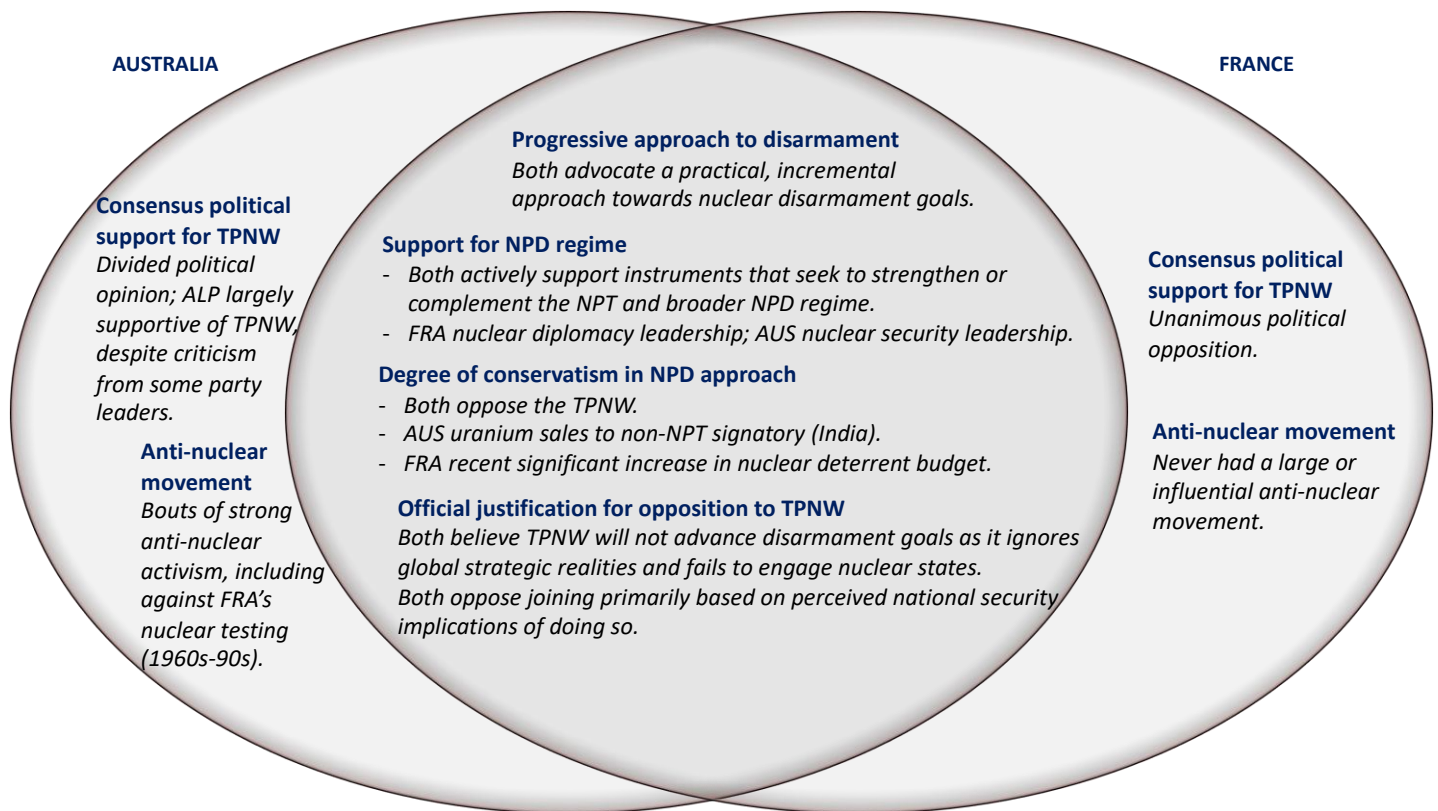 AUSTRALIA
FRANCE
Progressive approach to disarmament
Both advocate a practical, incremental
approach towards nuclear disarmament goals.
Consensus political
support for TPNW
Divided political
opinion; ALP largely
supportive of TPNW,
despite criticism
from some party
leaders.
Anti-nuclear
movement
Bouts of strong
anti-nuclear
activism, including
against FRA's
nuclear testing
(1960s-90s).
Support for NPD regime
- Both actively support instruments that seek to strengthen or
complement the NPT and broader NPD regime.
- FRA nuclear diplomacy leadership; AUS nuclear security leadership.
Degree of conservatism in NPD approach
- Both oppose the TPNW.
- AUS uranium sales to non-NPT signatory (India).
- FRA recent significant increase in nuclear deterrent budget.
Official justification for opposition to TPNW
Both believe TPNW will not advance disarmament goals as it ignores
global strategic realities and fails to engage nuclear states.
Both oppose joining primarily based on perceived national security
implications of doing so.
Consensus political
support for TPNW
Unanimous political
opposition.
Anti-nuclear movement
Never had a large or
influential anti-nuclear
movement.